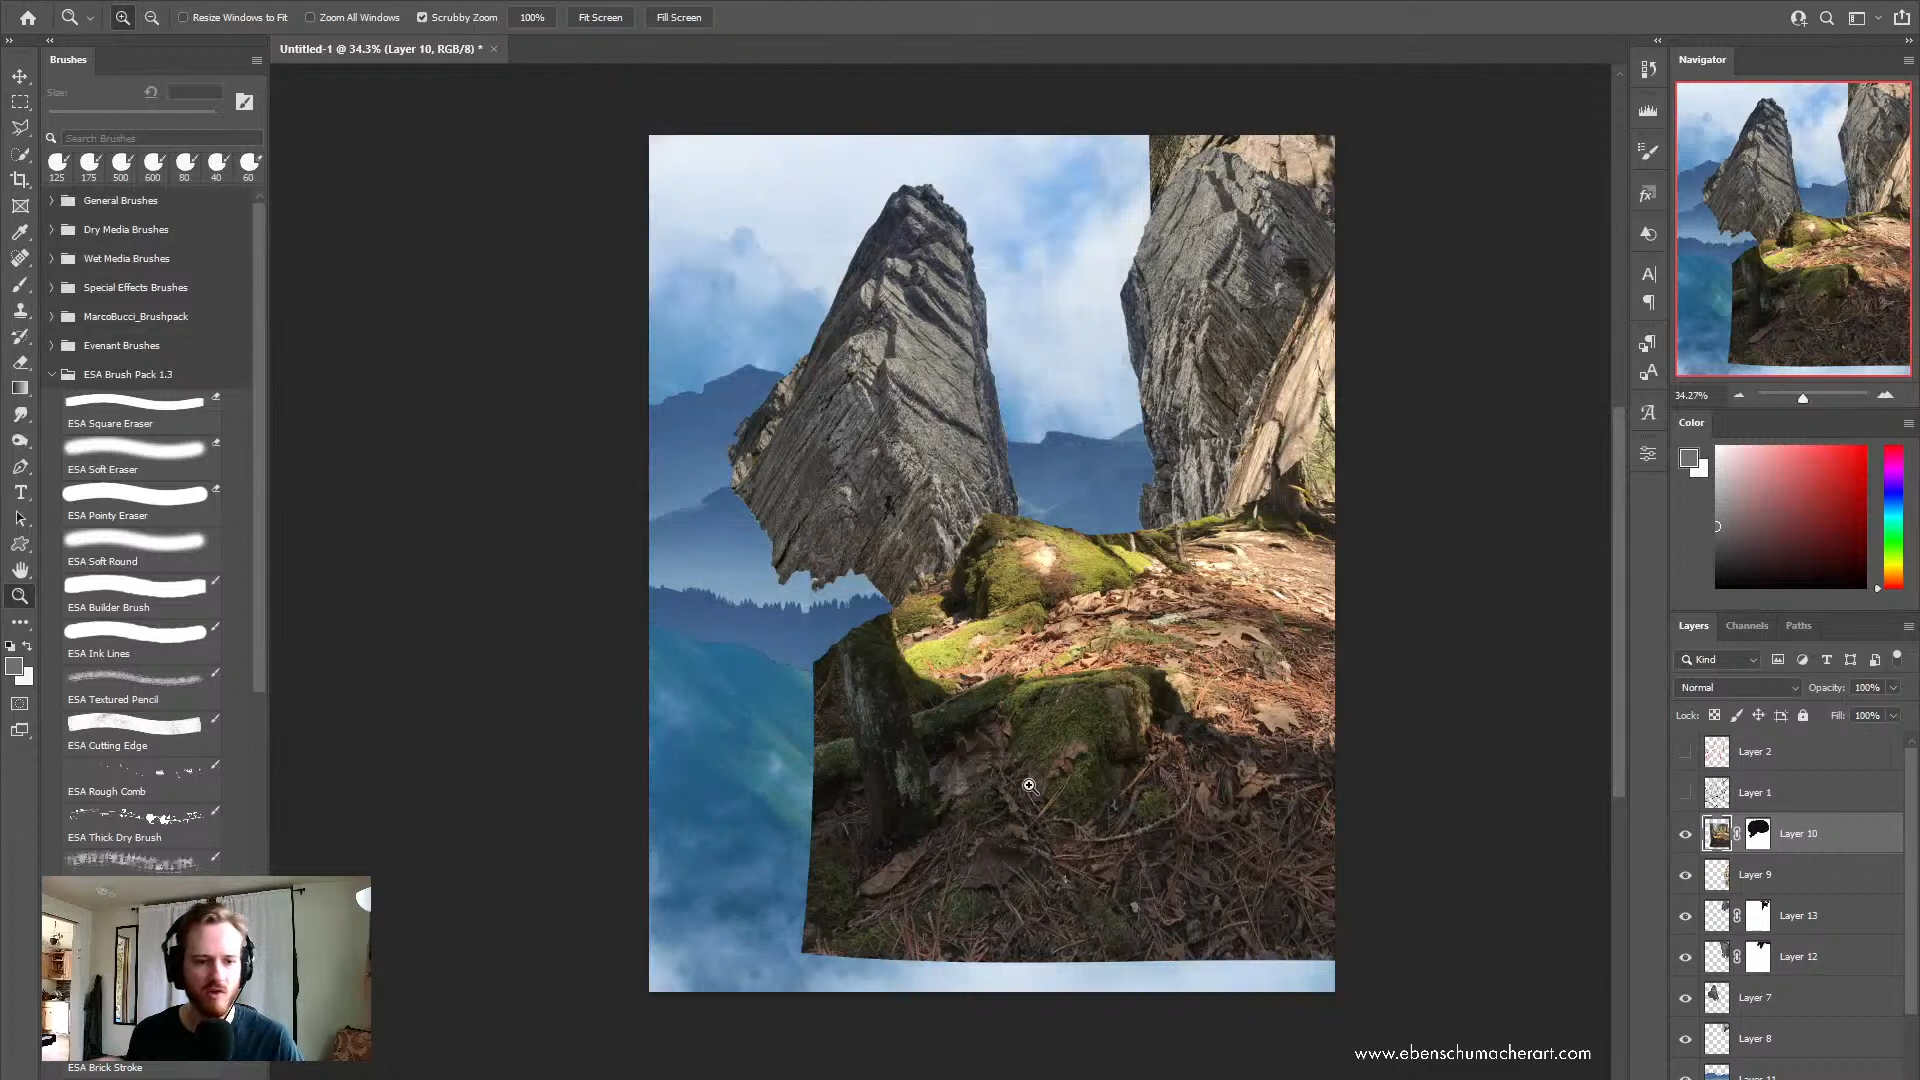 Resize Windows to Fit
Zoom All Windows
Scrubby Zoom
100%
Fit Screen
Fill Screen
Brushes
Untitled-1 @ 34.3% (Layer 10, RGB/8) *
Size:
Search Brushes
125 175 500 600 80 40 60
General Brushes
Dry Media Brushes
Wet Media Brushes
Special Effects Brushes
MarcoBucci_Brushpack
Evenant Brushes
ESA Brush Pack 1.3
ESA Square Eraser
ESA Soft Eraser
ESA Pointy Eraser
ESA Soft Round
ESA Builder Brush
ESA Ink Lines
ESA Textured Pencil
ESA Cutting Edge
ESA Rough Comb
ESA Thick Dry Brush
ESA Brick Stroke
Navigator
34.27%
Color
Layers Channels Paths
Kind
Normal
Opacity: 100%
Lock:
Fill: 100%
Layer 2
Layer 1
Layer 10
Layer 9
Layer 13
Layer 12
Layer 7
Layer 8
Layer 11
www.ebenschumacherart.com